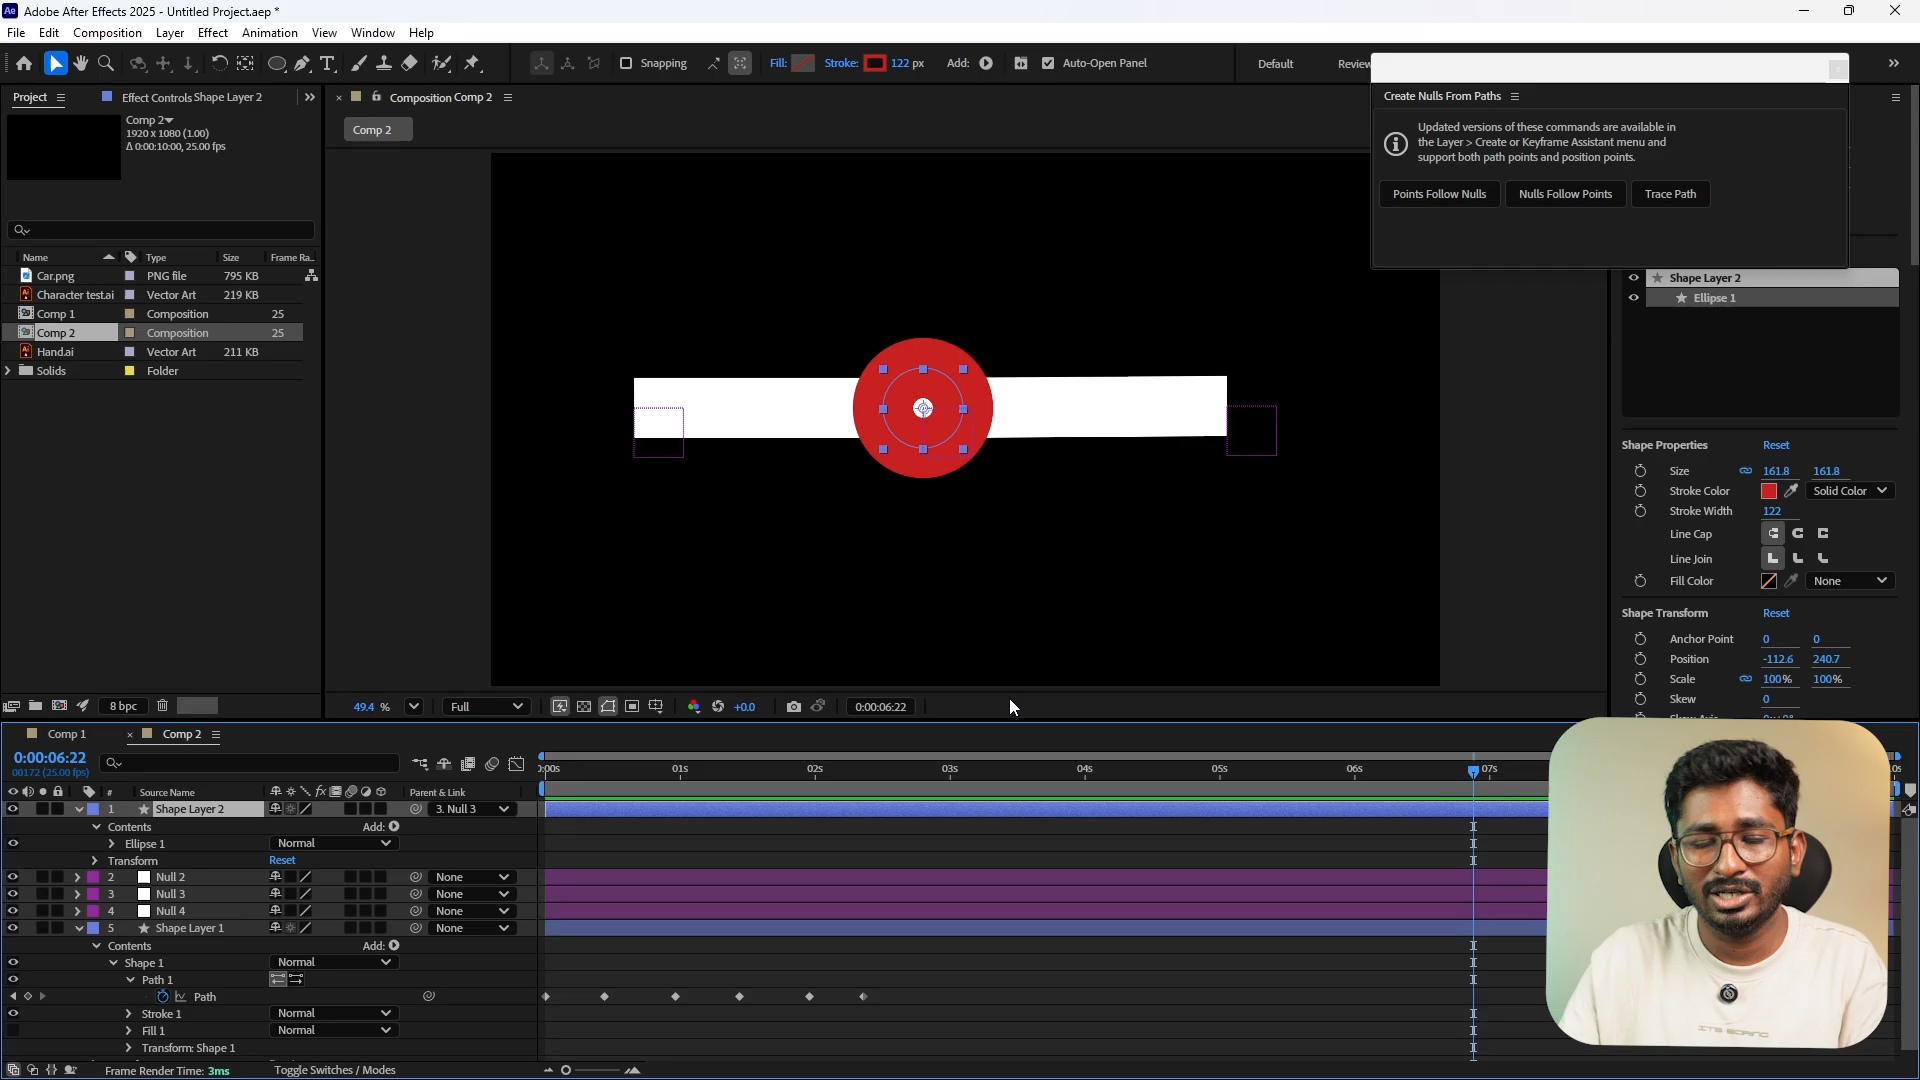 Ae Adobe After Effects 2025 - Untitled Project.aep *
File Edit Composition Layer Effect Animation View Window Help
Snapping Fill: Stroke: 122 px Add: Auto-Open Panel Default Review
Project Effect Controls Shape Layer 2 Composition Comp 2
Comp 2
1920 x 1080 (1.00)
Δ 0:00:10:00, 25.00 fps
Comp 2
Create Nulls From Paths
Updated versions of these commands are available in
the Layer > Create or Keyframe Assistant menu and
support both path points and position points.
Points Follow Nulls Nulls Follow Points Trace Path
Name Type Size Frame Ra..
Car.png PNG file 795 KB
Character test.ai Vector Art 219 KB
Comp 1 Composition 25
Comp 2 Composition 25
Hand.ai Vector Art 211 KB
Solids Folder
Shape Layer 2
Ellipse 1
Shape Properties Reset
Size 161.8 161.8
Stroke Color Solid Color
Stroke Width 122
Line Cap
Line Join
Fill Color None
Shape Transform Reset
Anchor Point 0 0
Position -112.6 240.7
Scale 100% 100%
Skew 0
8 bpc 49.4 % Full +0.0 0:00:06:22
Comp 1 Comp 2
0:00:06:22
00172 (25.00 fps)
01s 02s 03s 04s 05s 06s 07s
# Source Name Parent & Link
1 Shape Layer 2 3. Null 3
Contents Add:
Ellipse 1 Normal
Transform Reset
2 Null 2 None
3 Null 3 None
4 Null 4 None
5 Shape Layer 1 None
Contents Add:
Shape 1 Normal
Path 1
Path
Stroke 1 Normal
Fill 1 Normal
Transform: Shape 1
Frame Render Time: 3ms Toggle Switches / Modes